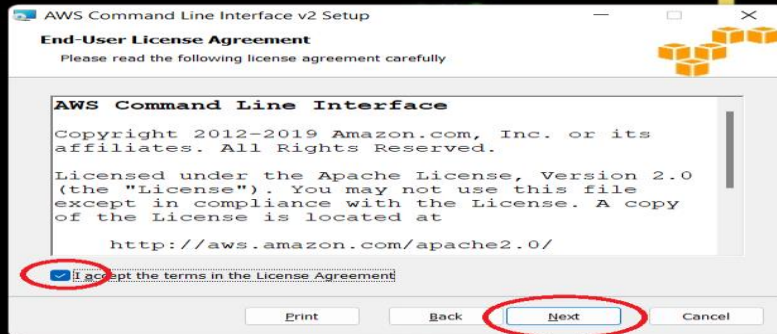 AWS Command Line Interface v2 Setup
End-User License Agreement
Please read the following license agreement carefully
AWS Command Line Interface
Copyright 2012-2019 Amazon.com, Inc. or its
affiliates. All Rights Reserved.
Licensed under the Apache License, Version 2.0
(the "License"). You may not use this file
except in compliance with the License. A copy
of the License is located at
http://aws.amazon.com/apache2.0/
I accept the terms in the License Agreement
Print Back Next Cancel